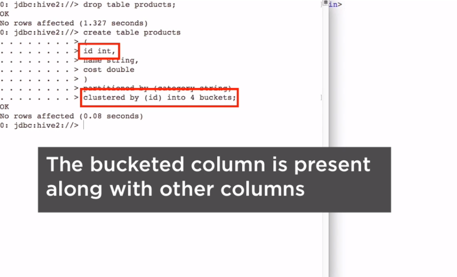 0: jdbc:hive2://> drop table products;
OK
No rows affected (1.327 seconds)
0: jdbc:hive2://> create table products
. . . . . . . . > (
. . . . . . . . > id int,
. . . . . . . . > name string,
. . . . . . . . > cost double
. . . . . . . . > )
. . . . . . . . > partitioned by (category string)
. . . . . . . . > clustered by (id) into 4 buckets;
OK
No rows affected (0.08 seconds)
0: jdbc:hive2://>
in>
The bucketed column is present
along with other columns